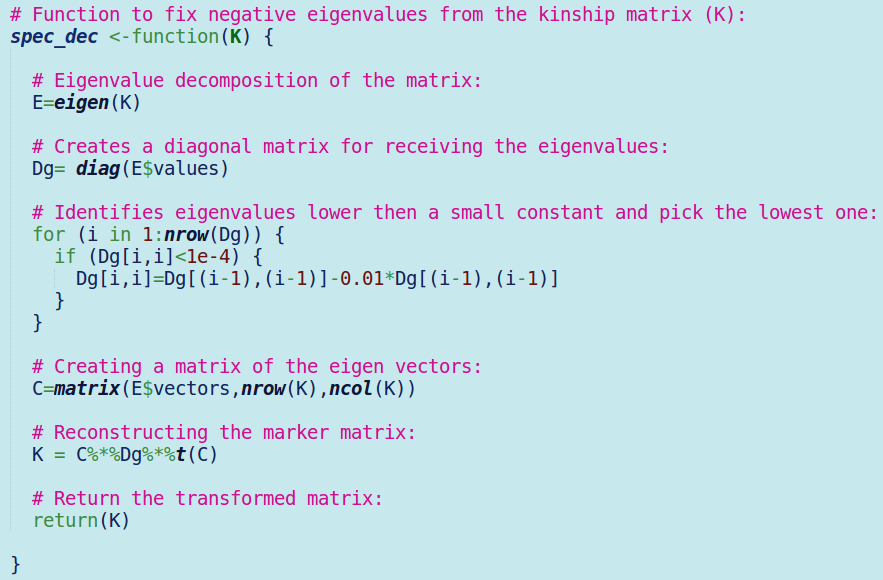 # Function to fix negative eigenvalues from the kinship matrix (K):
spec_dec <-function(K) {
  # Eigenvalue decomposition of the matrix:
  E=eigen(K)
  # Creates a diagonal matrix for receiving the eigenvalues:
  Dg= diag(E$values)
  # Identifies eigenvalues lower then a small constant and pick the lowest one:
  for (i in 1:nrow(Dg)) {
    if (Dg[i,i]<1e-4) {
      Dg[i,i]=Dg[(i-1),(i-1)]-0.01*Dg[(i-1),(i-1)]
    }
  }
  # Creating a matrix of the eigen vectors:
  C=matrix(E$vectors,nrow(K),ncol(K))
  # Reconstructing the marker matrix:
  K = C%*%Dg%*%t(C)
  # Return the transformed matrix:
  return(K)
}